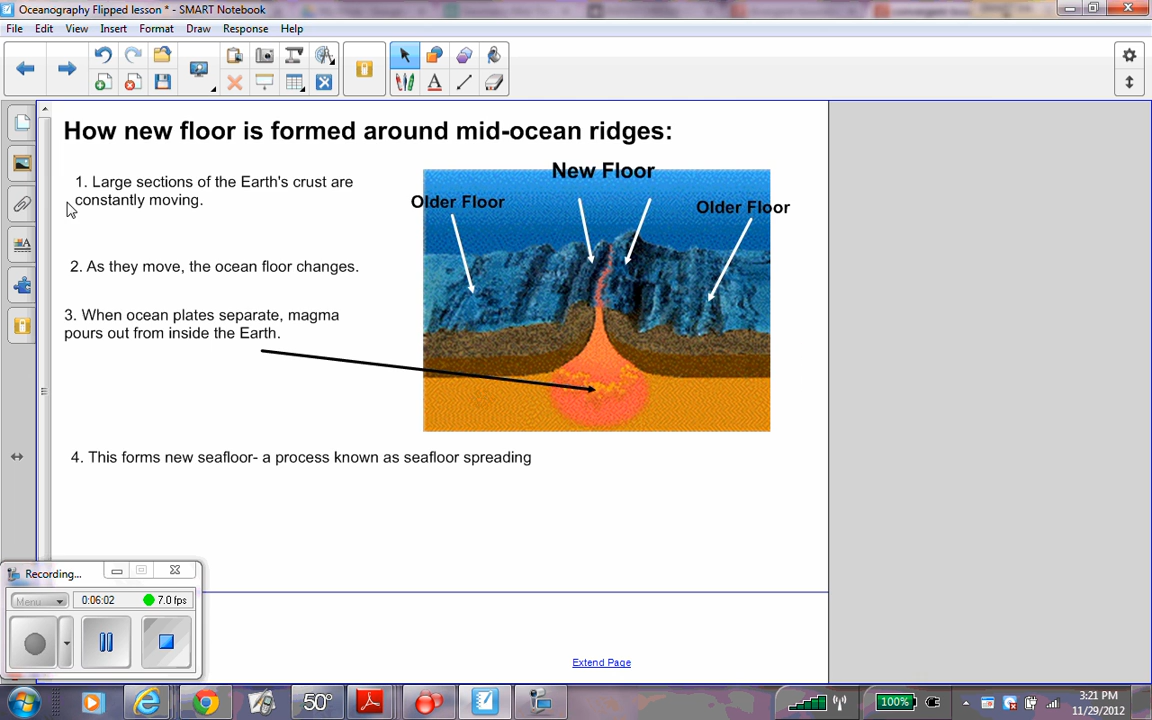 Oceanography Flipped lesson * - SMART Notebook
File Edit View Insert Format Draw Response Help
How new floor is formed around mid-ocean ridges:
1. Large sections of the Earth's crust are
constantly moving.
2. As they move, the ocean floor changes.
3. When ocean plates separate, magma
pours out from inside the Earth.
New Floor
Older Floor
Older Floor
4. This forms new seafloor- a process known as seafloor spreading
Recording...
Menu 0:06:02 7.0 fps
Extend Page
50°
100%
3:21 PM
11/29/2012